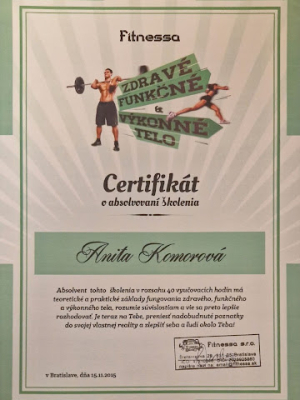 Fitnessa
ZDRAVÉ
FUNKČNÉ
&
VÝKONNÉ
TELO
Certifikát
o absolvovaní školenia
Anita Komorová
Absolvent tohto školenia v rozsahu 40 vyučovacích hodín má
teoretické a praktické základy fungovania zdravého, funkčného
a výkonného tela, rozumie súvislostiam a vie sa preto lepšie
rozhodovať. Je teraz na Tebe, preniesť nadobudnuté poznatky
do svojej vlastnej reality a zlepšiť seba a ľudí okolo Teba!
Fitnessa s.r.o.
v Bratislave, dňa 15.11.2015